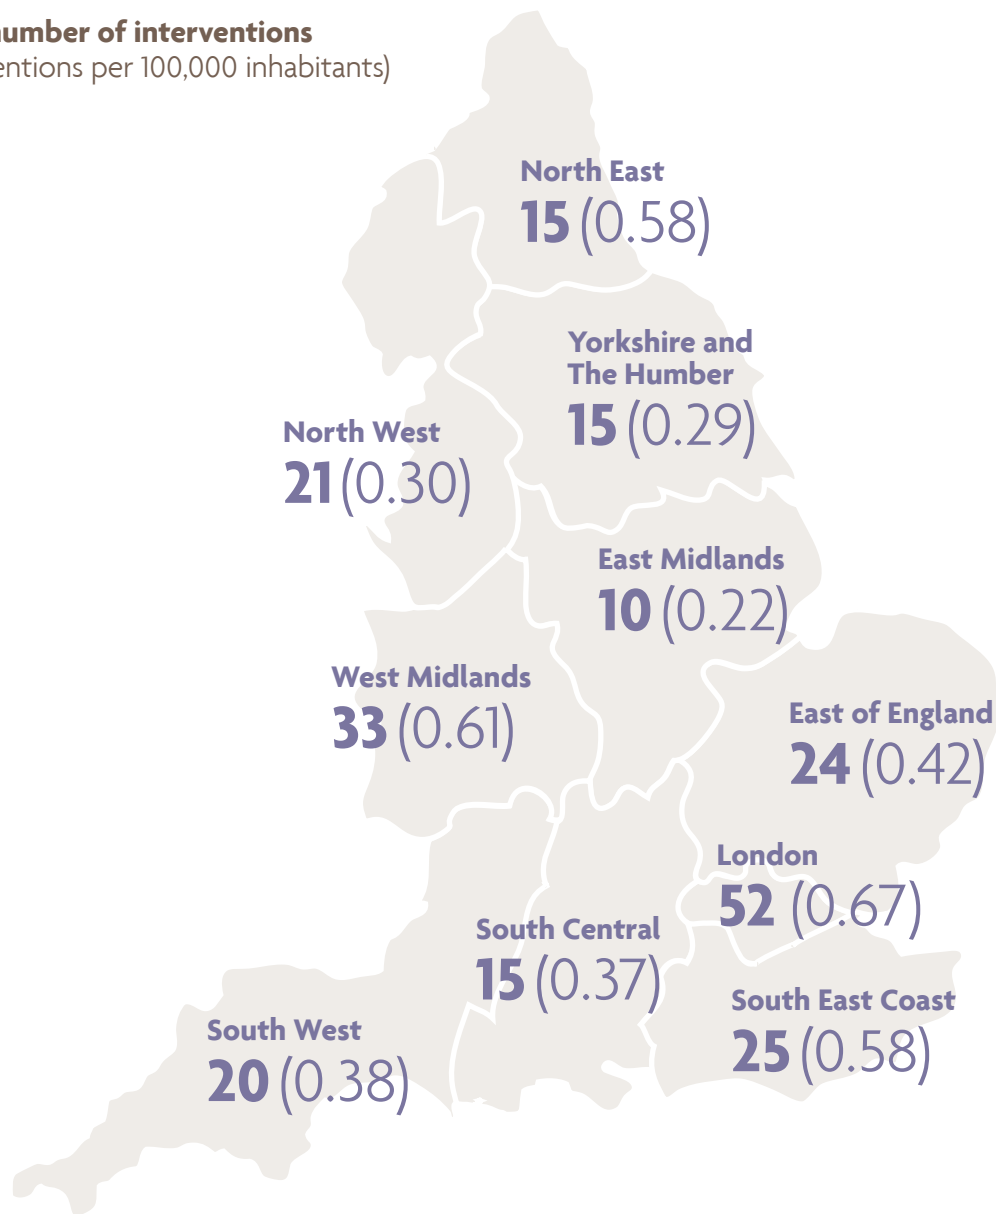 number of interventions
entions per 100,000 inhabitants)
North East
15 (0.58)
Yorkshire and
The Humber
15 (0.29)
North West
21 (0.30)
East Midlands
10 (0.22)
West Midlands
33 (0.61)
East of England
24 (0.42)
London
52 (0.67)
South Central
15 (0.37)
South East Coast
25 (0.58)
South West
20 (0.38)